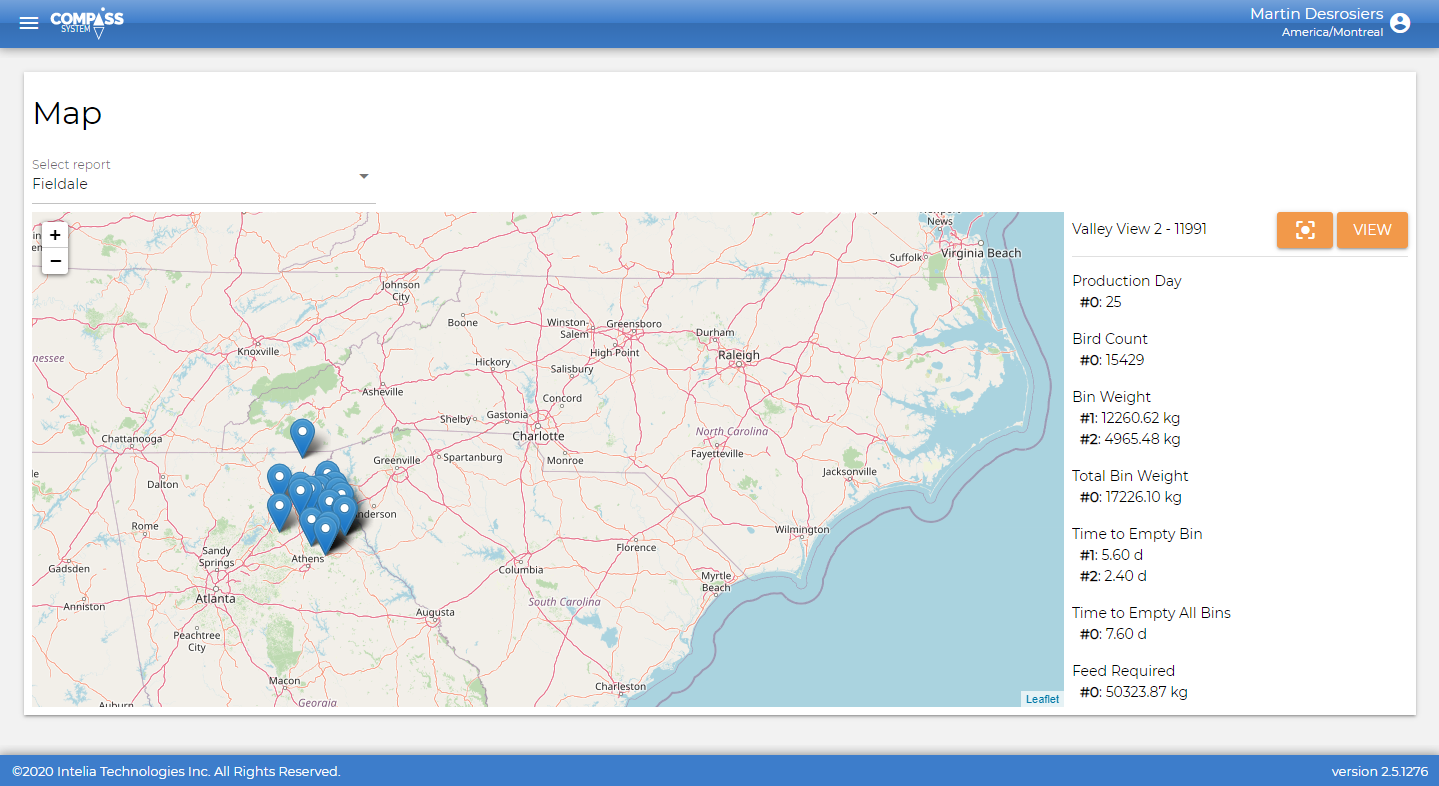 COMPASS
SYSTEM
Martin Desrosiers
America/Montreal
Map
Select report
Fieldale
+
−
News
Suffolk
Virginia Beach
Johnson
City
Boone
Winston-
Salem
Greensboro
High Point
Durham
Raleigh
Knoxville
nessee
Hickory
Salisbury
Asheville
Concord
Shelby
Gastonia
Charlotte
North Carolina
Chattanooga
Fayetteville
Greenville
Spartanburg
Monroe
Jacksonville
Dalton
nderson
Rome
Wilmington
Sandy
Springs
Athens
Florence
Gadsden
Columbia
Atlanta
Myrtle
Beach
Anniston
South Carolina
Augusta
Peachtree
City
Macon
Charleston
Auburn
Georgia
Leaflet
Valley View 2 - 11991
VIEW
Production Day
#0: 25
Bird Count
#0: 15429
Bin Weight
#1: 12260.62 kg
#2: 4965.48 kg
Total Bin Weight
#0: 17226.10 kg
Time to Empty Bin
#1: 5.60 d
#2: 2.40 d
Time to Empty All Bins
#0: 7.60 d
Feed Required
#0: 50323.87 kg
©2020 Intelia Technologies Inc. All Rights Reserved.
version 2.5.1276